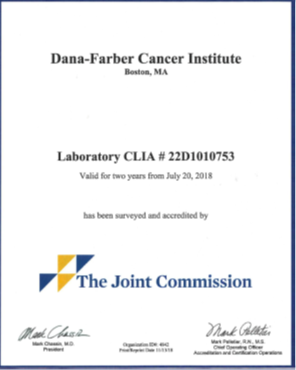 Dana-Farber Cancer Institute
Boston, MA
Laboratory CLIA # 22D1010753
Valid for two years from July 20, 2018
has been surveyed and accredited by
The Joint Commission
Mark Chassin, M.D.
President
Organization ID#: 4042
Print/Reprint Date: 11/13/18
Mark Pelletier, R.N., M.S.
Chief Operating Officer
Accreditation and Certification Operations